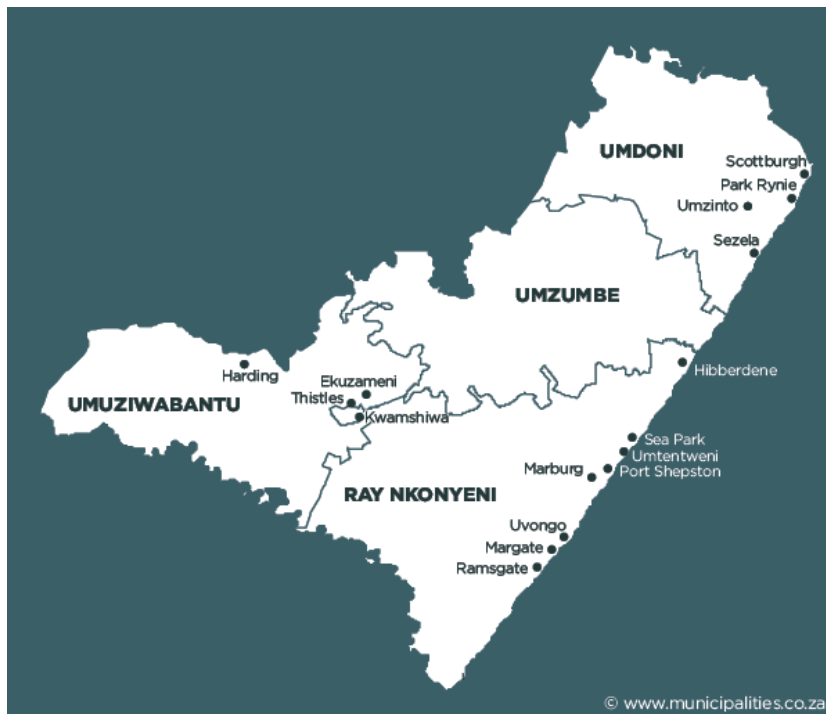 UMDONI
Scottburgh
Park Rynie
Umzinto
Sezela
UMZUMBE
Harding
Hibberdene
Ekuzameni
Thistles
UMUZIWABANTU
Kwamshiwa
Sea Park
Umtentweni
Marburg
Port Shepston
RAY NKONYENI
Uvongo
Margate
Ramsgate
© www.municipalities.co.za